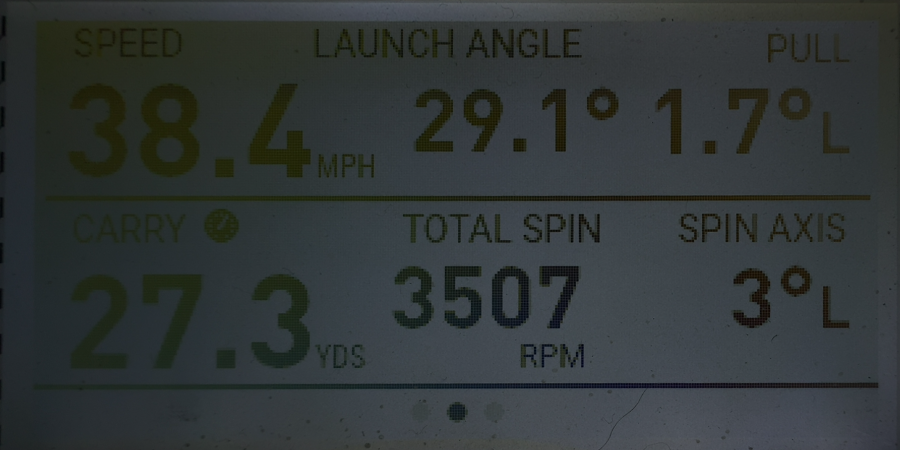 SPEED LAUNCH ANGLE PULL
38.4 MPH 29.1° 1.7° L
CARRY TOTAL SPIN SPIN AXIS
27.3 YDS 3507 RPM 3° L